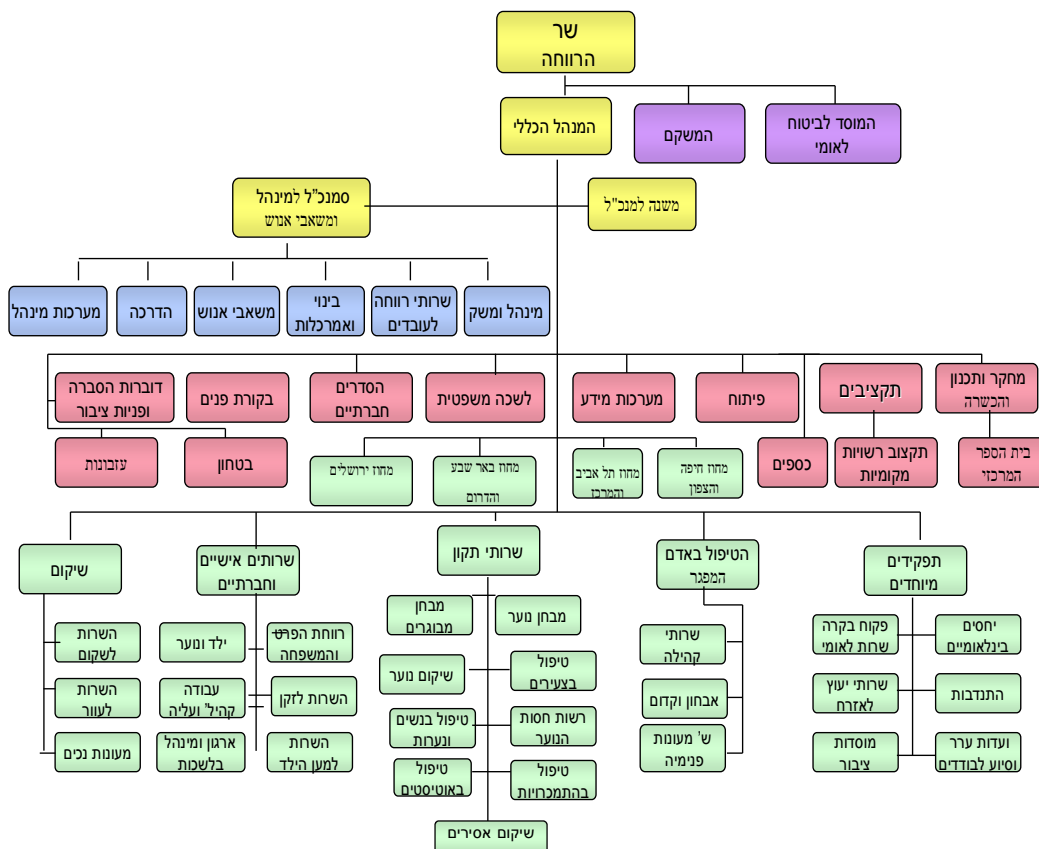 שר
הרווחה
המוסד לביטוח
לאומי
המשקם
המנהל הכללי
משנה למנכ"ל
סמנכ"ל למינהל
ומשאבי אנוש
מינהל ומשק
שרותי רווחה
לעובדים
בינוי
ואמרכלות
משאבי אנוש
הדרכה
מערכות מינהל
מחקר ותכנון
והכשרה
תקציבים
פיתוח
מערכות מידע
לשכה משפטית
הסדרים
חברתיים
בקורת פנים
דוברות הסברה
ופניות ציבור
בית הספר
המרכזי
תקצוב רשויות
מקומיות
כספים
בטחון
עזבונות
מחוז חיפה
והצפון
מחוז תל אביב
והמרכז
מחוז באר שבע
והדרום
מחוז ירושלים
תפקידים
מיוחדים
הטיפול באדם
המפגר
שרותי תקון
שרותים אישיים
וחברתיים
שיקום
יחסים
בינלאומיים
פקוח בקרה
שרות לאומי
התנדבות
שרותי יעוץ
לאזרח
ועדות ערר
וסיוע לבודדים
מוסדות
ציבור
שרותי
קהילה
אבחון וקדום
ש' מעונות
פנימיה
מבחן נוער
מבחן
מבוגרים
טיפול
בצעירים
שיקום נוער
רשות חסות
הנוער
טיפול בנשים
ונערות
טיפול
בהתמכרויות
טיפול
באוטיסטים
שיקום אסירים
רווחת הפרט
והמשפחה
ילד ונוער
השרות לזקן
עבודה
קהיל' ועליה
השרות
למען הילד
ארגון ומינהל
בלשכות
השרות
לשקום
השרות
לעוור
מעונות נכים